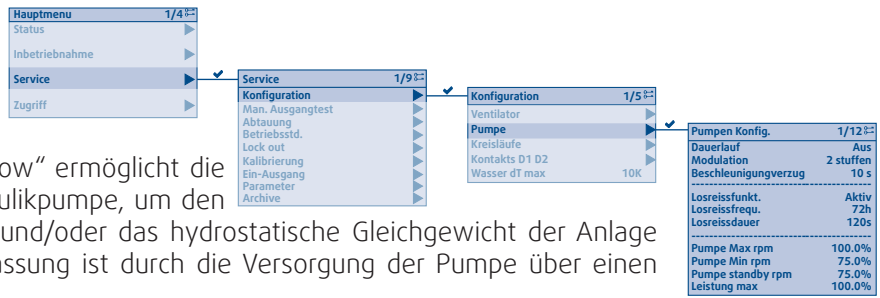 Hauptmenu 1/4
Status
Inbetriebnahme
Service
Zugriff
Service 1/9
Konfiguration
Man. Ausgangtest
Abtauung
Betriebsstd.
Lock out
Kalibrierung
Ein-Ausgang
Parameter
Archive
Konfiguration 1/5
Ventilator
Pumpe
Kreisläufe
Kontakts D1 D2
Wasser dT max 10K
Pumpen Konfig. 1/12
Dauerlauf Aus
Modulation 2 stuffen
Beschleunigungverzug 10 s
Losreissfunkt. Aktiv
Losreissfrequ. 72h
Losreissdauer 120s
Pumpe Max rpm 100.0%
Pumpe Min rpm 75.0%
Pumpe standby rpm 75.0%
Leistung max 100.0%
ow“ ermöglicht die
ulikpumpe, um den
und/oder das hydrostatische Gleichgewicht der Anlage
assung ist durch die Versorgung der Pumpe über einen